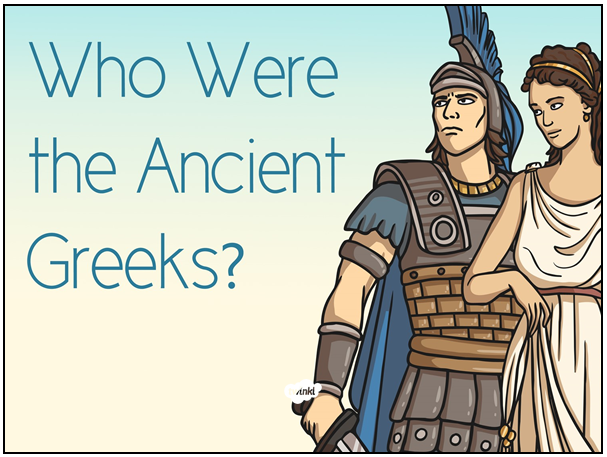 Who Were
the Ancient
Greeks?